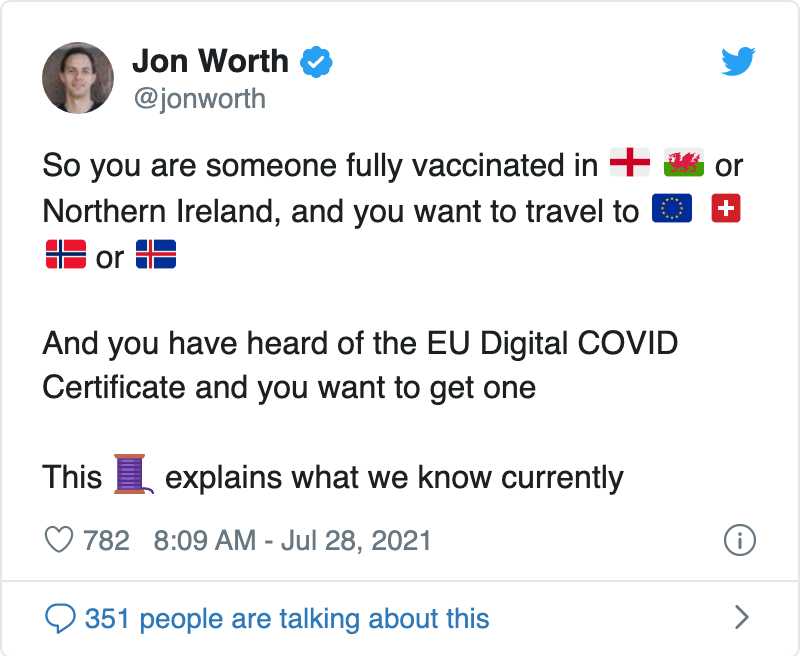 Jon Worth
@jonworth
So you are someone fully vaccinated in 🏴󠁧󠁢󠁥󠁮󠁧󠁿 🏴󠁧󠁢󠁷󠁬󠁳󠁿 or
Northern Ireland, and you want to travel to 🇪🇺 🇨🇭
🇳🇴 or 🇮🇸
And you have heard of the EU Digital COVID
Certificate and you want to get one
This 🧵 explains what we know currently
782 8:09 AM - Jul 28, 2021
351 people are talking about this